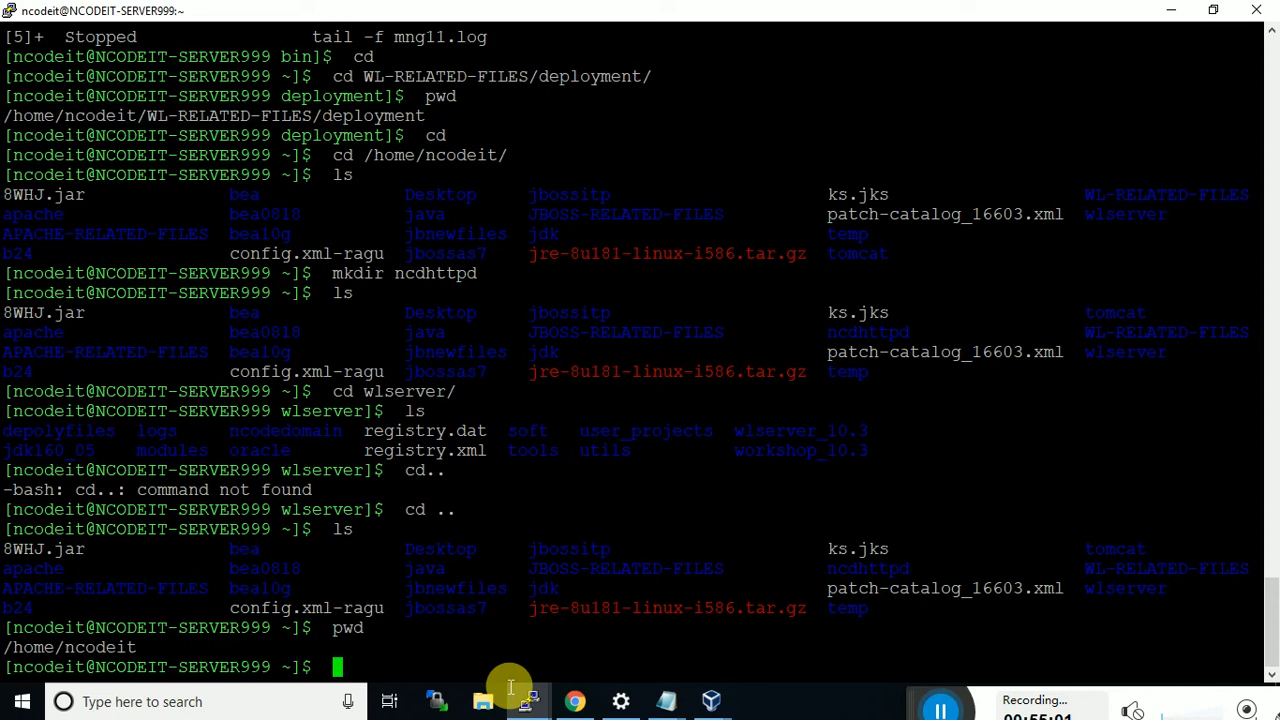 ncodeit@NCODEIT-SERVER999:~
[5]+  Stopped                 tail -f mng11.log
[ncodeit@NCODEIT-SERVER999 bin]$  cd
[ncodeit@NCODEIT-SERVER999 ~]$  cd WL-RELATED-FILES/deployment/
[ncodeit@NCODEIT-SERVER999 deployment]$  pwd
/home/ncodeit/WL-RELATED-FILES/deployment
[ncodeit@NCODEIT-SERVER999 deployment]$  cd
[ncodeit@NCODEIT-SERVER999 ~]$  cd /home/ncodeit/
[ncodeit@NCODEIT-SERVER999 ~]$  ls
8WHJ.jar bea Desktop jbossitp ks.jks WL-RELATED-FILES
apache bea0818 java JBOSS-RELATED-FILES patch-catalog_16603.xml wlserver
APACHE-RELATED-FILES bea10g jbnewfiles jdk temp
b24 config.xml-ragu jbossas7 jre-8u181-linux-i586.tar.gz tomcat
[ncodeit@NCODEIT-SERVER999 ~]$  mkdir ncdhttpd
[ncodeit@NCODEIT-SERVER999 ~]$  ls
8WHJ.jar bea Desktop jbossitp ks.jks tomcat
apache bea0818 java JBOSS-RELATED-FILES ncdhttpd WL-RELATED-FILES
APACHE-RELATED-FILES bea10g jbnewfiles jdk patch-catalog_16603.xml wlserver
b24 config.xml-ragu jbossas7 jre-8u181-linux-i586.tar.gz temp
[ncodeit@NCODEIT-SERVER999 ~]$  cd wlserver/
[ncodeit@NCODEIT-SERVER999 wlserver]$  ls
depolyfiles logs ncodedomain registry.dat soft user_projects wlserver_10.3
jdk160_05 modules oracle registry.xml tools utils workshop_10.3
[ncodeit@NCODEIT-SERVER999 wlserver]$  cd..
-bash: cd..: command not found
[ncodeit@NCODEIT-SERVER999 wlserver]$  cd ..
[ncodeit@NCODEIT-SERVER999 ~]$  ls
8WHJ.jar bea Desktop jbossitp ks.jks tomcat
apache bea0818 java JBOSS-RELATED-FILES ncdhttpd WL-RELATED-FILES
APACHE-RELATED-FILES bea10g jbnewfiles jdk patch-catalog_16603.xml wlserver
b24 config.xml-ragu jbossas7 jre-8u181-linux-i586.tar.gz temp
[ncodeit@NCODEIT-SERVER999 ~]$  pwd
/home/ncodeit
[ncodeit@NCODEIT-SERVER999 ~]$
Type here to search
Recording...
00:55:01